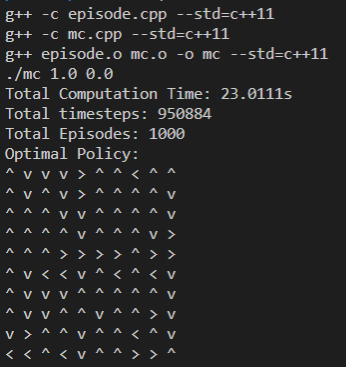 g++ -c episode.cpp --std=c++11
g++ -c mc.cpp --std=c++11
g++ episode.o mc.o -o mc --std=c++11
./mc 1.0 0.0
Total Computation Time: 23.0111s
Total timesteps: 950884
Total Episodes: 1000
Optimal Policy:
^ v v v > ^ ^ < ^ ^
^ v ^ v > ^ ^ ^ ^ v
^ ^ ^ v v ^ ^ ^ ^ v
^ ^ ^ ^ v ^ ^ ^ v >
^ ^ ^ > > > > ^ > >
^ v < < v ^ < ^ < v
^ v v v ^ ^ ^ ^ ^ v
^ v v ^ ^ v ^ ^ > v
v > ^ ^ v ^ ^ < ^ v
< < ^ < v ^ ^ > > ^